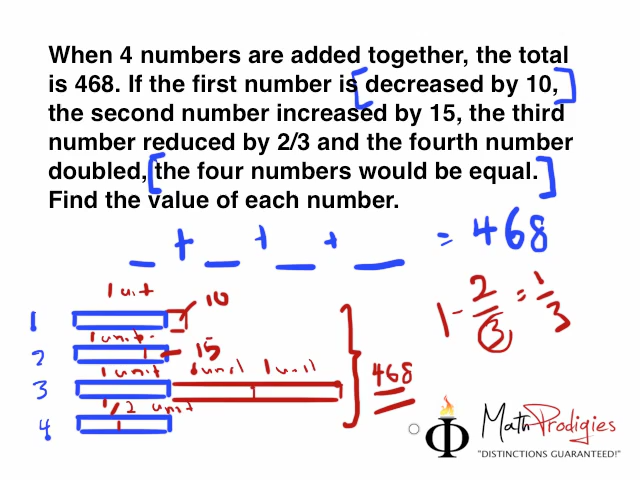 When 4 numbers are added together, the total
is 468. If the first number is [decreased by 10,]
the second number increased by 15, the third
number reduced by 2/3 and the fourth number
doubled, [the four numbers would be equal.]
Find the value of each number.
_ + _ + _ + _ = 468
1 - 2/3 = 1/3
1 unit
1 10
1 unit
2 15
1 unit 1 unit 1 unit
3 468
1/2 unit
4
Math Prodigies
"DISTINCTIONS GUARANTEED!"